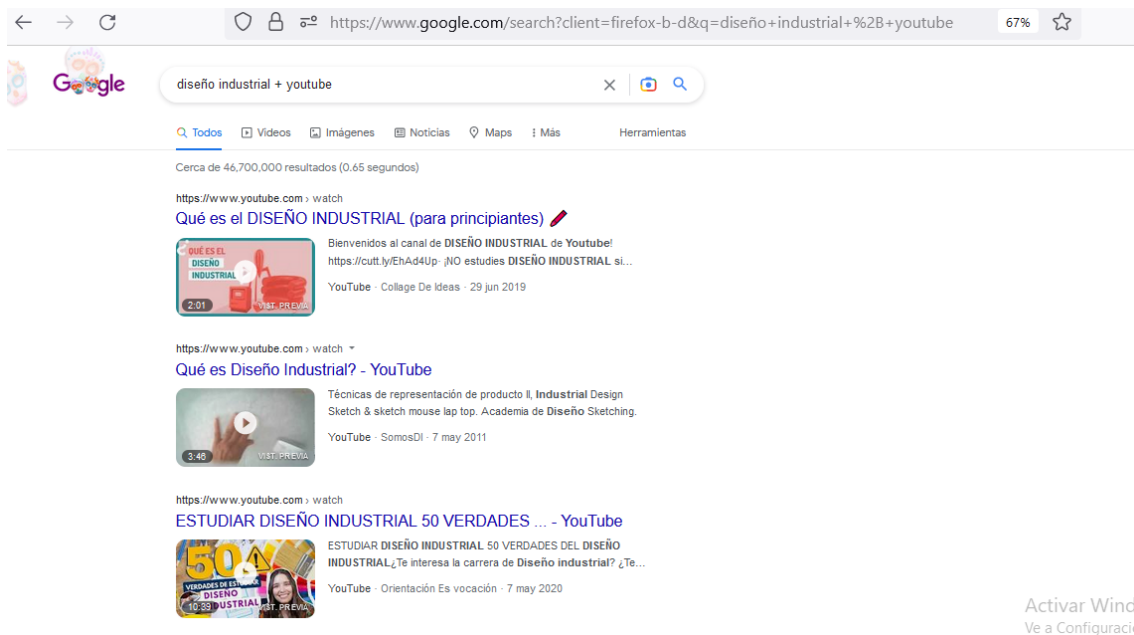 https://www.google.com/search?client=firefox-b-d&q=diseño+industrial+%2B+youtube
67%
Google
diseño industrial + youtube
Todos
Videos
Imágenes
Noticias
Maps
Más
Herramientas
Cerca de 46,700,000 resultados (0.65 segundos)
https://www.youtube.com › watch
Qué es el DISEÑO INDUSTRIAL (para principiantes)
QUÉ ES EL
DISEÑO
INDUSTRIAL
2:01
VIST. PREVIA
Bienvenidos al canal de DISEÑO INDUSTRIAL de Youtube!
https://cutt.ly/EhAd4Up· ¡NO estudies DISEÑO INDUSTRIAL si...
YouTube · Collage De Ideas · 29 jun 2019
https://www.youtube.com › watch
Qué es Diseño Industrial? - YouTube
3:46
VIST. PREVIA
Técnicas de representación de producto II, Industrial Design
Sketch & sketch mouse lap top. Academia de Diseño Sketching.
YouTube · SomosDI · 7 may 2011
https://www.youtube.com › watch
ESTUDIAR DISEÑO INDUSTRIAL 50 VERDADES ... - YouTube
50
VERDADES DE
DISEÑO
10:39
VIST. PREVIA
ESTUDIAR DISEÑO INDUSTRIAL 50 VERDADES DEL DISEÑO
INDUSTRIAL¿Te interesa la carrera de Diseño industrial? ¿Te...
YouTube · Orientación Es vocación · 7 may 2020
Activar Wind
Ve a Configuraci